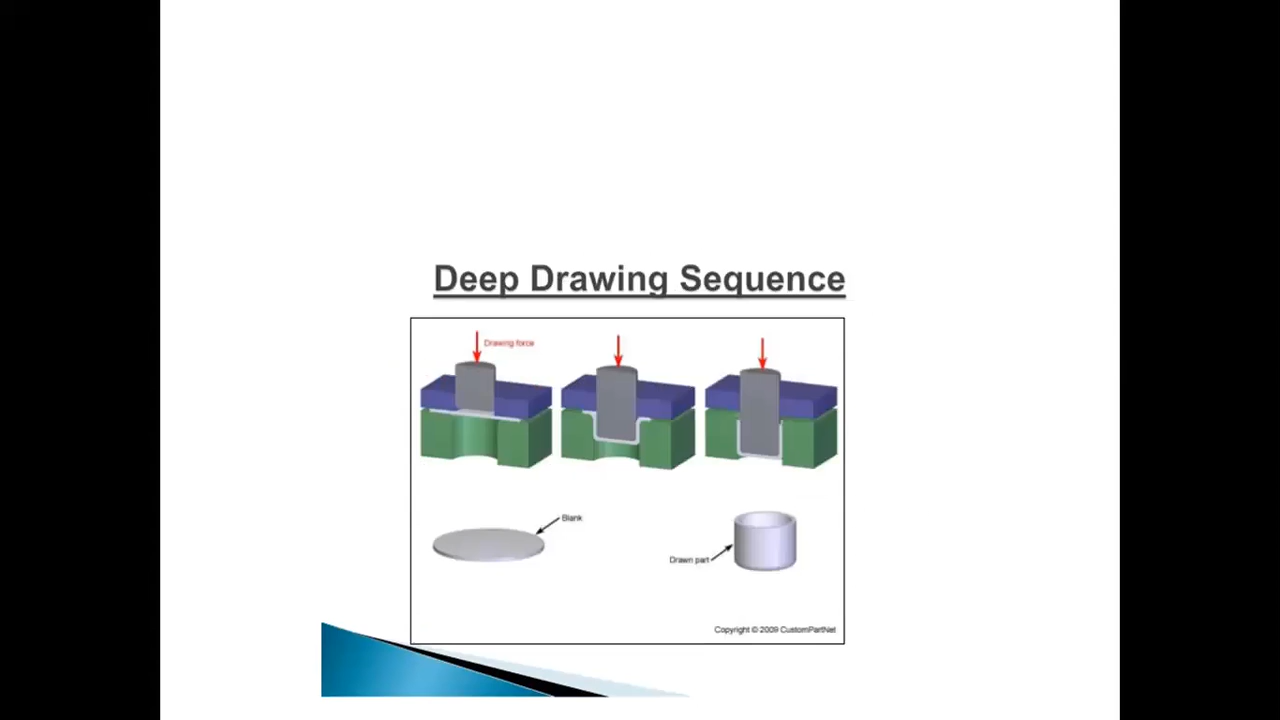 Deep Drawing Sequence
Drawing force
Blank
Drawn part
Copyright © 2009 CustomPartNet